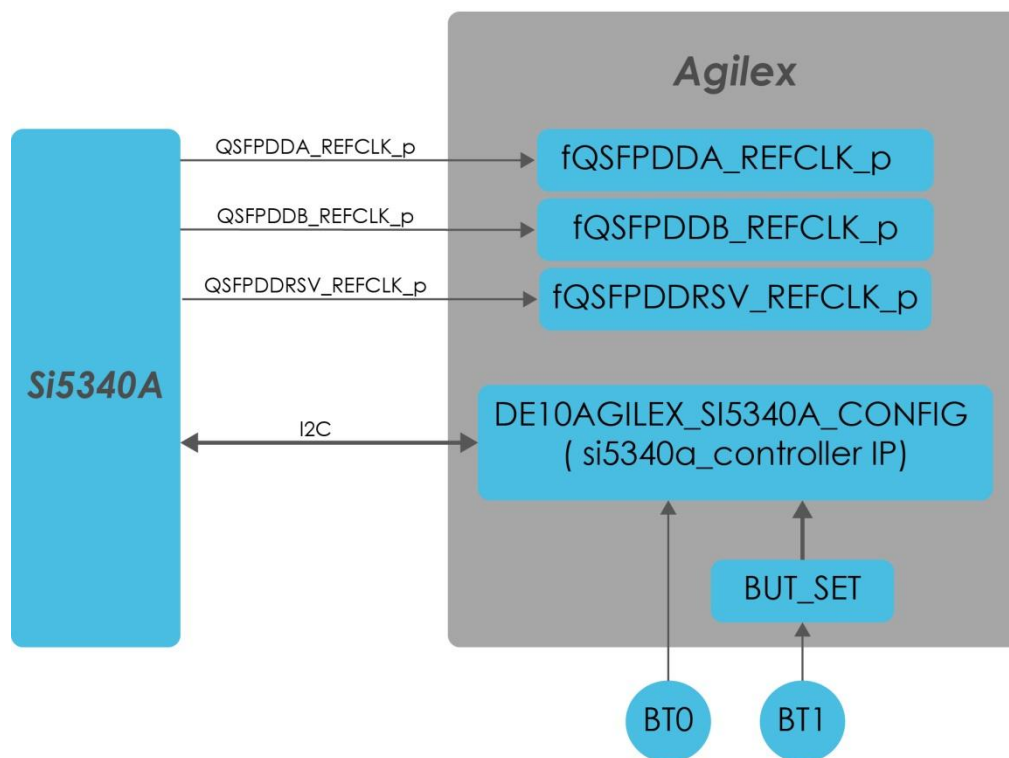 Agilex
QSFPDDA_REFCLK_p
fQSFPDDA_REFCLK_p
QSFPDDB_REFCLK_p
fQSFPDDB_REFCLK_p
QSFPDDRSV_REFCLK_p
fQSFPDDRSV_REFCLK_p
Si5340A
I2C
DE10AGILEX_SI5340A_CONFIG
( si5340a_controller IP)
BUT_SET
BT0
BT1